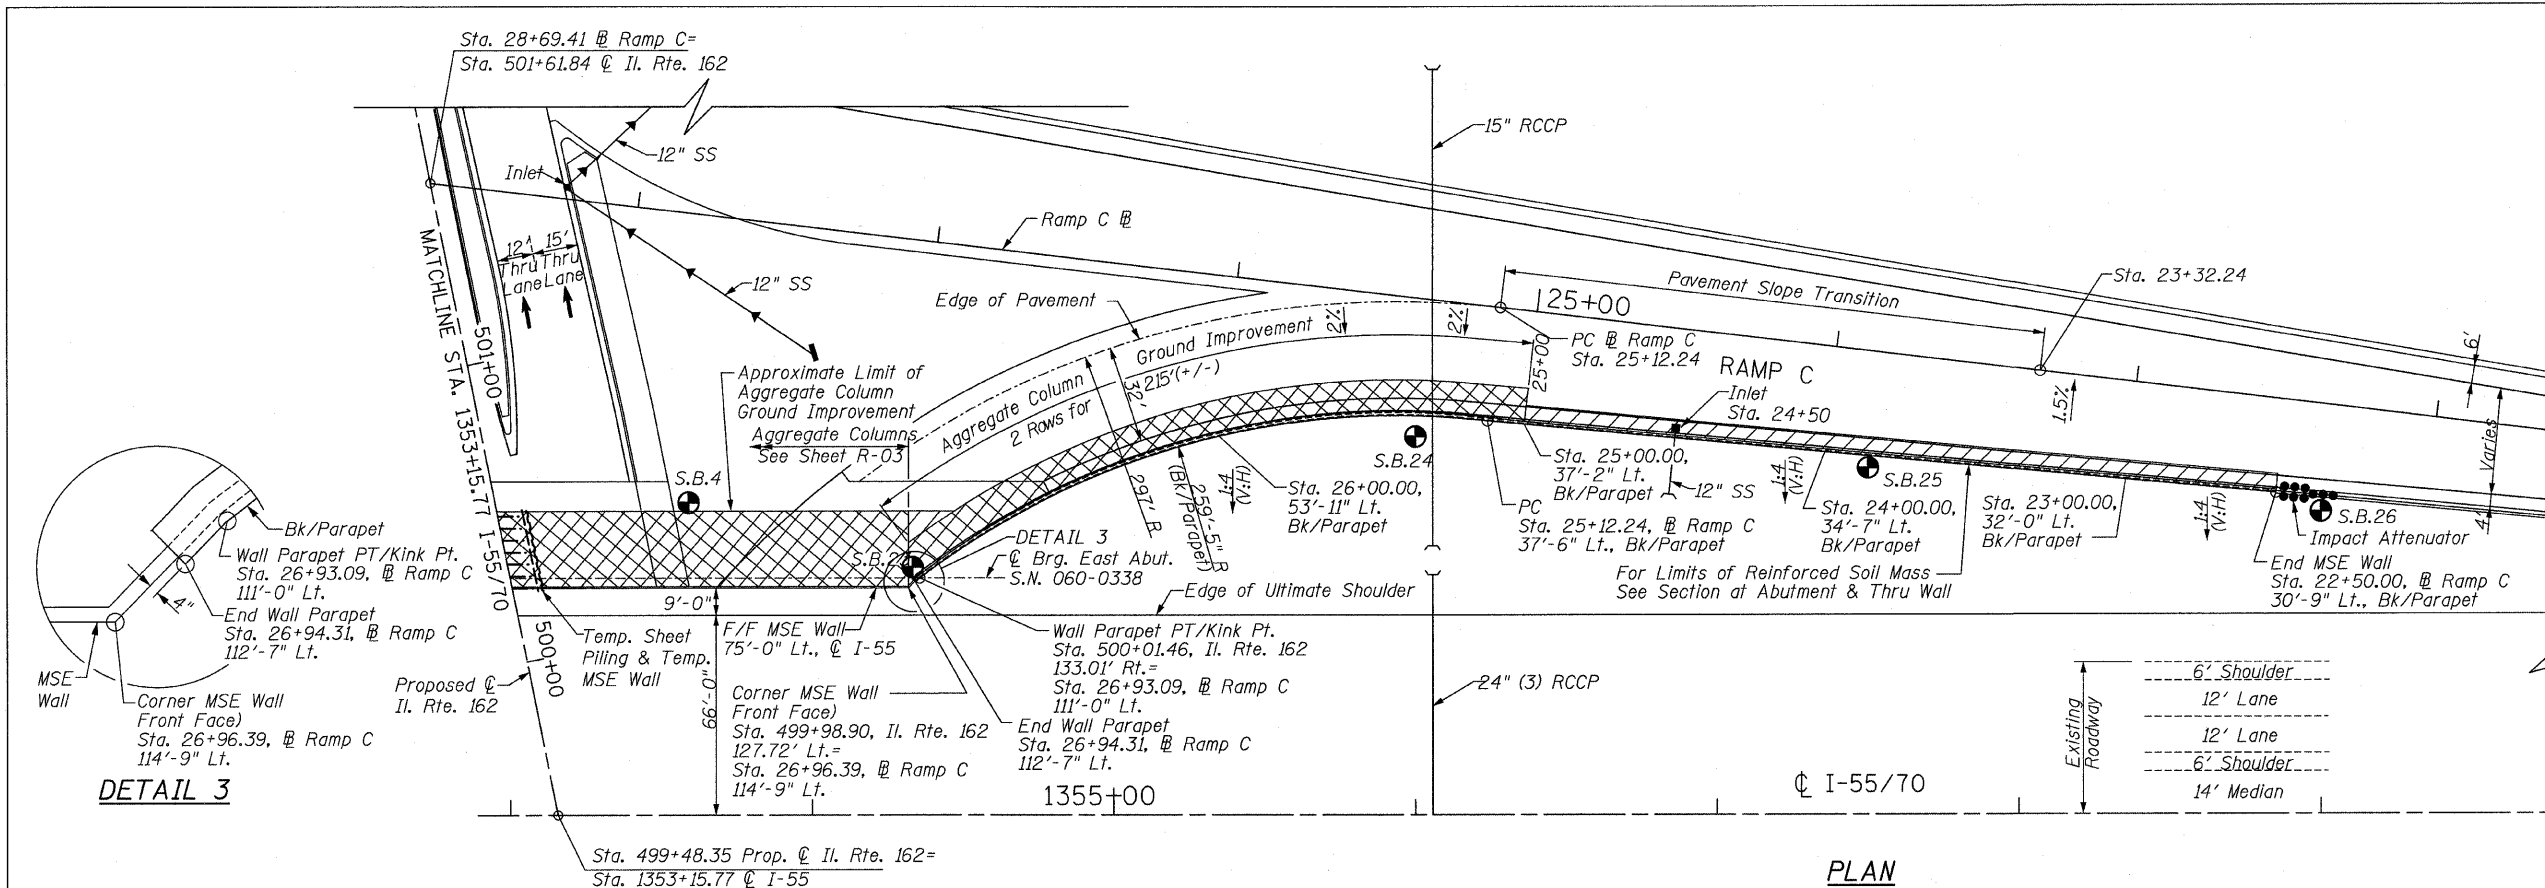 Sta. 28+69.41 ⅊ Ramp C=
Sta. 501+61.84 ℄ Il. Rte. 162
15" RCCP
12" SS
Inlet
Ramp C ⅊
12' 15'
Thru Thru
Lane Lane
12" SS
MATCHLINE STA. 1353+15.77 I-55/70
501+00
500+00
Edge of Pavement
Pavement Slope Transition
Sta. 23+32.24
25+00
Ground Improvement
2%
2%
PC ⅊ Ramp C
Sta. 25+12.24
25+00
RAMP C
Inlet
Sta. 24+50
6'
1.5%
Varies
4'
Approximate Limit of
Aggregate Column
Ground Improvement
Aggregate Columns
See Sheet R-03
Aggregate Column
2 Rows for
215'(+/-)
32'
297' R
259'-5" R
(Bk/Parapet)
1:4
(V:H)
Sta. 26+00.00,
53'-11" Lt.
Bk/Parapet
S.B.4
S.B.24
Sta. 25+00.00,
37'-2" Lt.
Bk/Parapet
12" SS
1:4
(V:H)
PC
Sta. 25+12.24, ⅊ Ramp C
37'-6" Lt., Bk/Parapet
Sta. 24+00.00,
34'-7" Lt.
Bk/Parapet
S.B.25
Sta. 23+00.00,
32'-0" Lt.
Bk/Parapet
1:4
(V:H)
S.B.26
Impact Attenuator
End MSE Wall
Sta. 22+50.00, ⅊ Ramp C
30'-9" Lt., Bk/Parapet
For Limits of Reinforced Soil Mass
See Section at Abutment & Thru Wall
DETAIL 3
℄ Brg. East Abut.
S.N. 060-0338
Edge of Ultimate Shoulder
9'-0"
66'-0"
Bk/Parapet
Wall Parapet PT/Kink Pt.
Sta. 26+93.09, ⅊ Ramp C
111'-0" Lt.
4"
End Wall Parapet
Sta. 26+94.31, ⅊ Ramp C
112'-7" Lt.
MSE
Wall
Corner MSE Wall
Front Face)
Sta. 26+96.39, ⅊ Ramp C
114'-9" Lt.
DETAIL 3
Proposed ℄
Il. Rte. 162
Temp. Sheet
Piling & Temp.
MSE Wall
F/F MSE Wall
75'-0" Lt., ℄ I-55
Corner MSE Wall
Front Face)
Sta. 499+98.90, Il. Rte. 162
127.72' Lt.=
Sta. 26+96.39, ⅊ Ramp C
114'-9" Lt.
Wall Parapet PT/Kink Pt.
Sta. 500+01.46, Il. Rte. 162
133.01' Rt.=
Sta. 26+93.09, ⅊ Ramp C
111'-0" Lt.
End Wall Parapet
Sta. 26+94.31, ⅊ Ramp C
112'-7" Lt.
24" (3) RCCP
1355+00
℄ I-55/70
Existing
Roadway
6' Shoulder
12' Lane
12' Lane
6' Shoulder
14' Median
Sta. 499+48.35 Prop. ℄ Il. Rte. 162=
Sta. 1353+15.77 ℄ I-55
PLAN